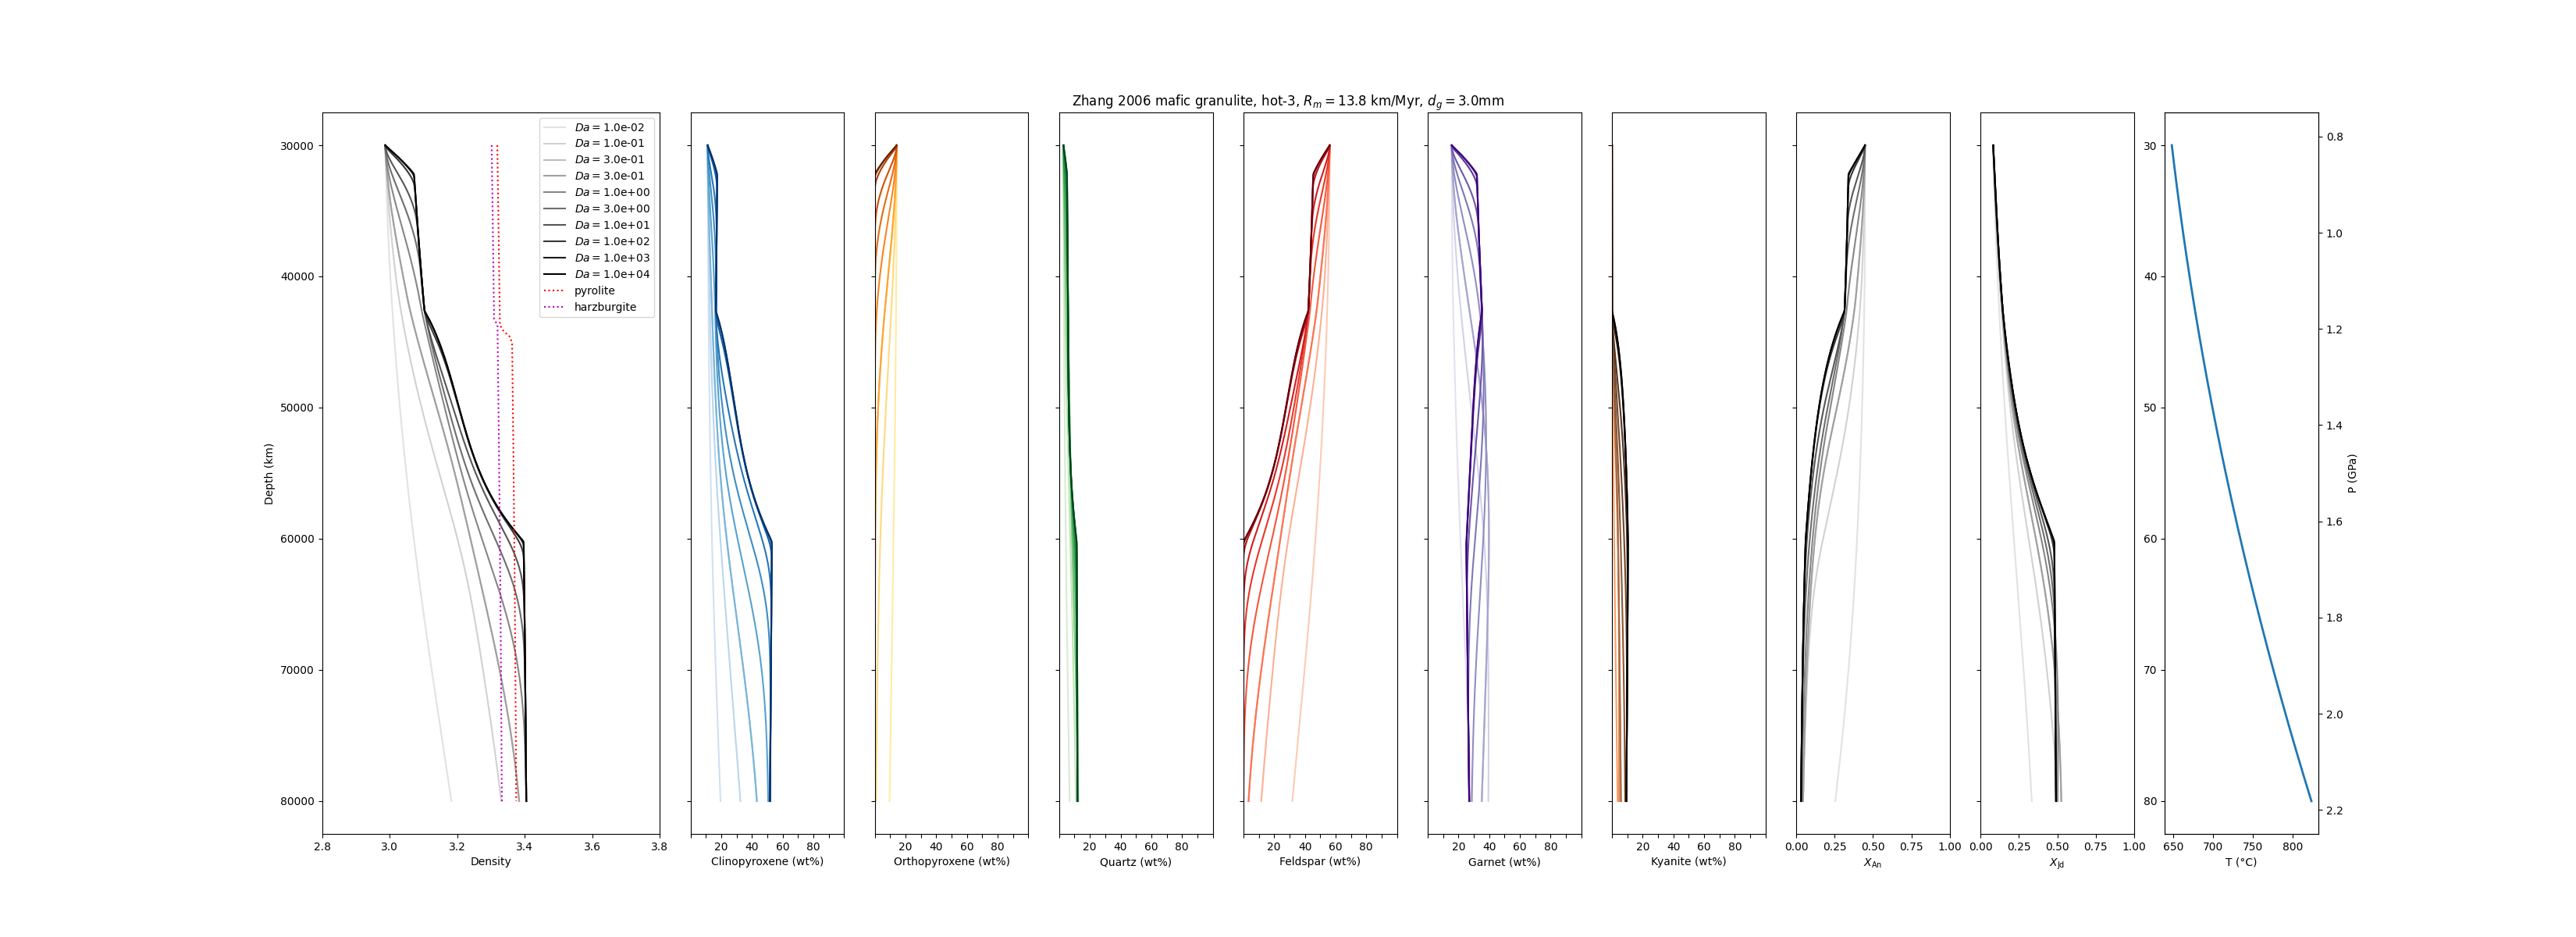 Zhang 2006 mafic granulite, hot-3, R_m = 13.8 km/Myr, d_g = 3.0mm
Da = 1.0e-02
Da = 1.0e-01
Da = 3.0e-01
Da = 3.0e-01
Da = 1.0e+00
Da = 3.0e+00
Da = 1.0e+01
Da = 1.0e+02
Da = 1.0e+03
Da = 1.0e+04
pyrolite
harzburgite
Depth (km)
30000
40000
50000
60000
70000
80000
2.8 3.0 3.2 3.4 3.6 3.8
Density
20 40 60 80
Clinopyroxene (wt%)
20 40 60 80
Orthopyroxene (wt%)
20 40 60 80
Quartz (wt%)
20 40 60 80
Feldspar (wt%)
20 40 60 80
Garnet (wt%)
20 40 60 80
Kyanite (wt%)
0.00 0.25 0.50 0.75 1.00
X_An
0.00 0.25 0.50 0.75 1.00
X_Jd
30
40
50
60
70
80
650 700 750 800
T (°C)
0.8
1.0
1.2
1.4
1.6
1.8
2.0
2.2
P (GPa)